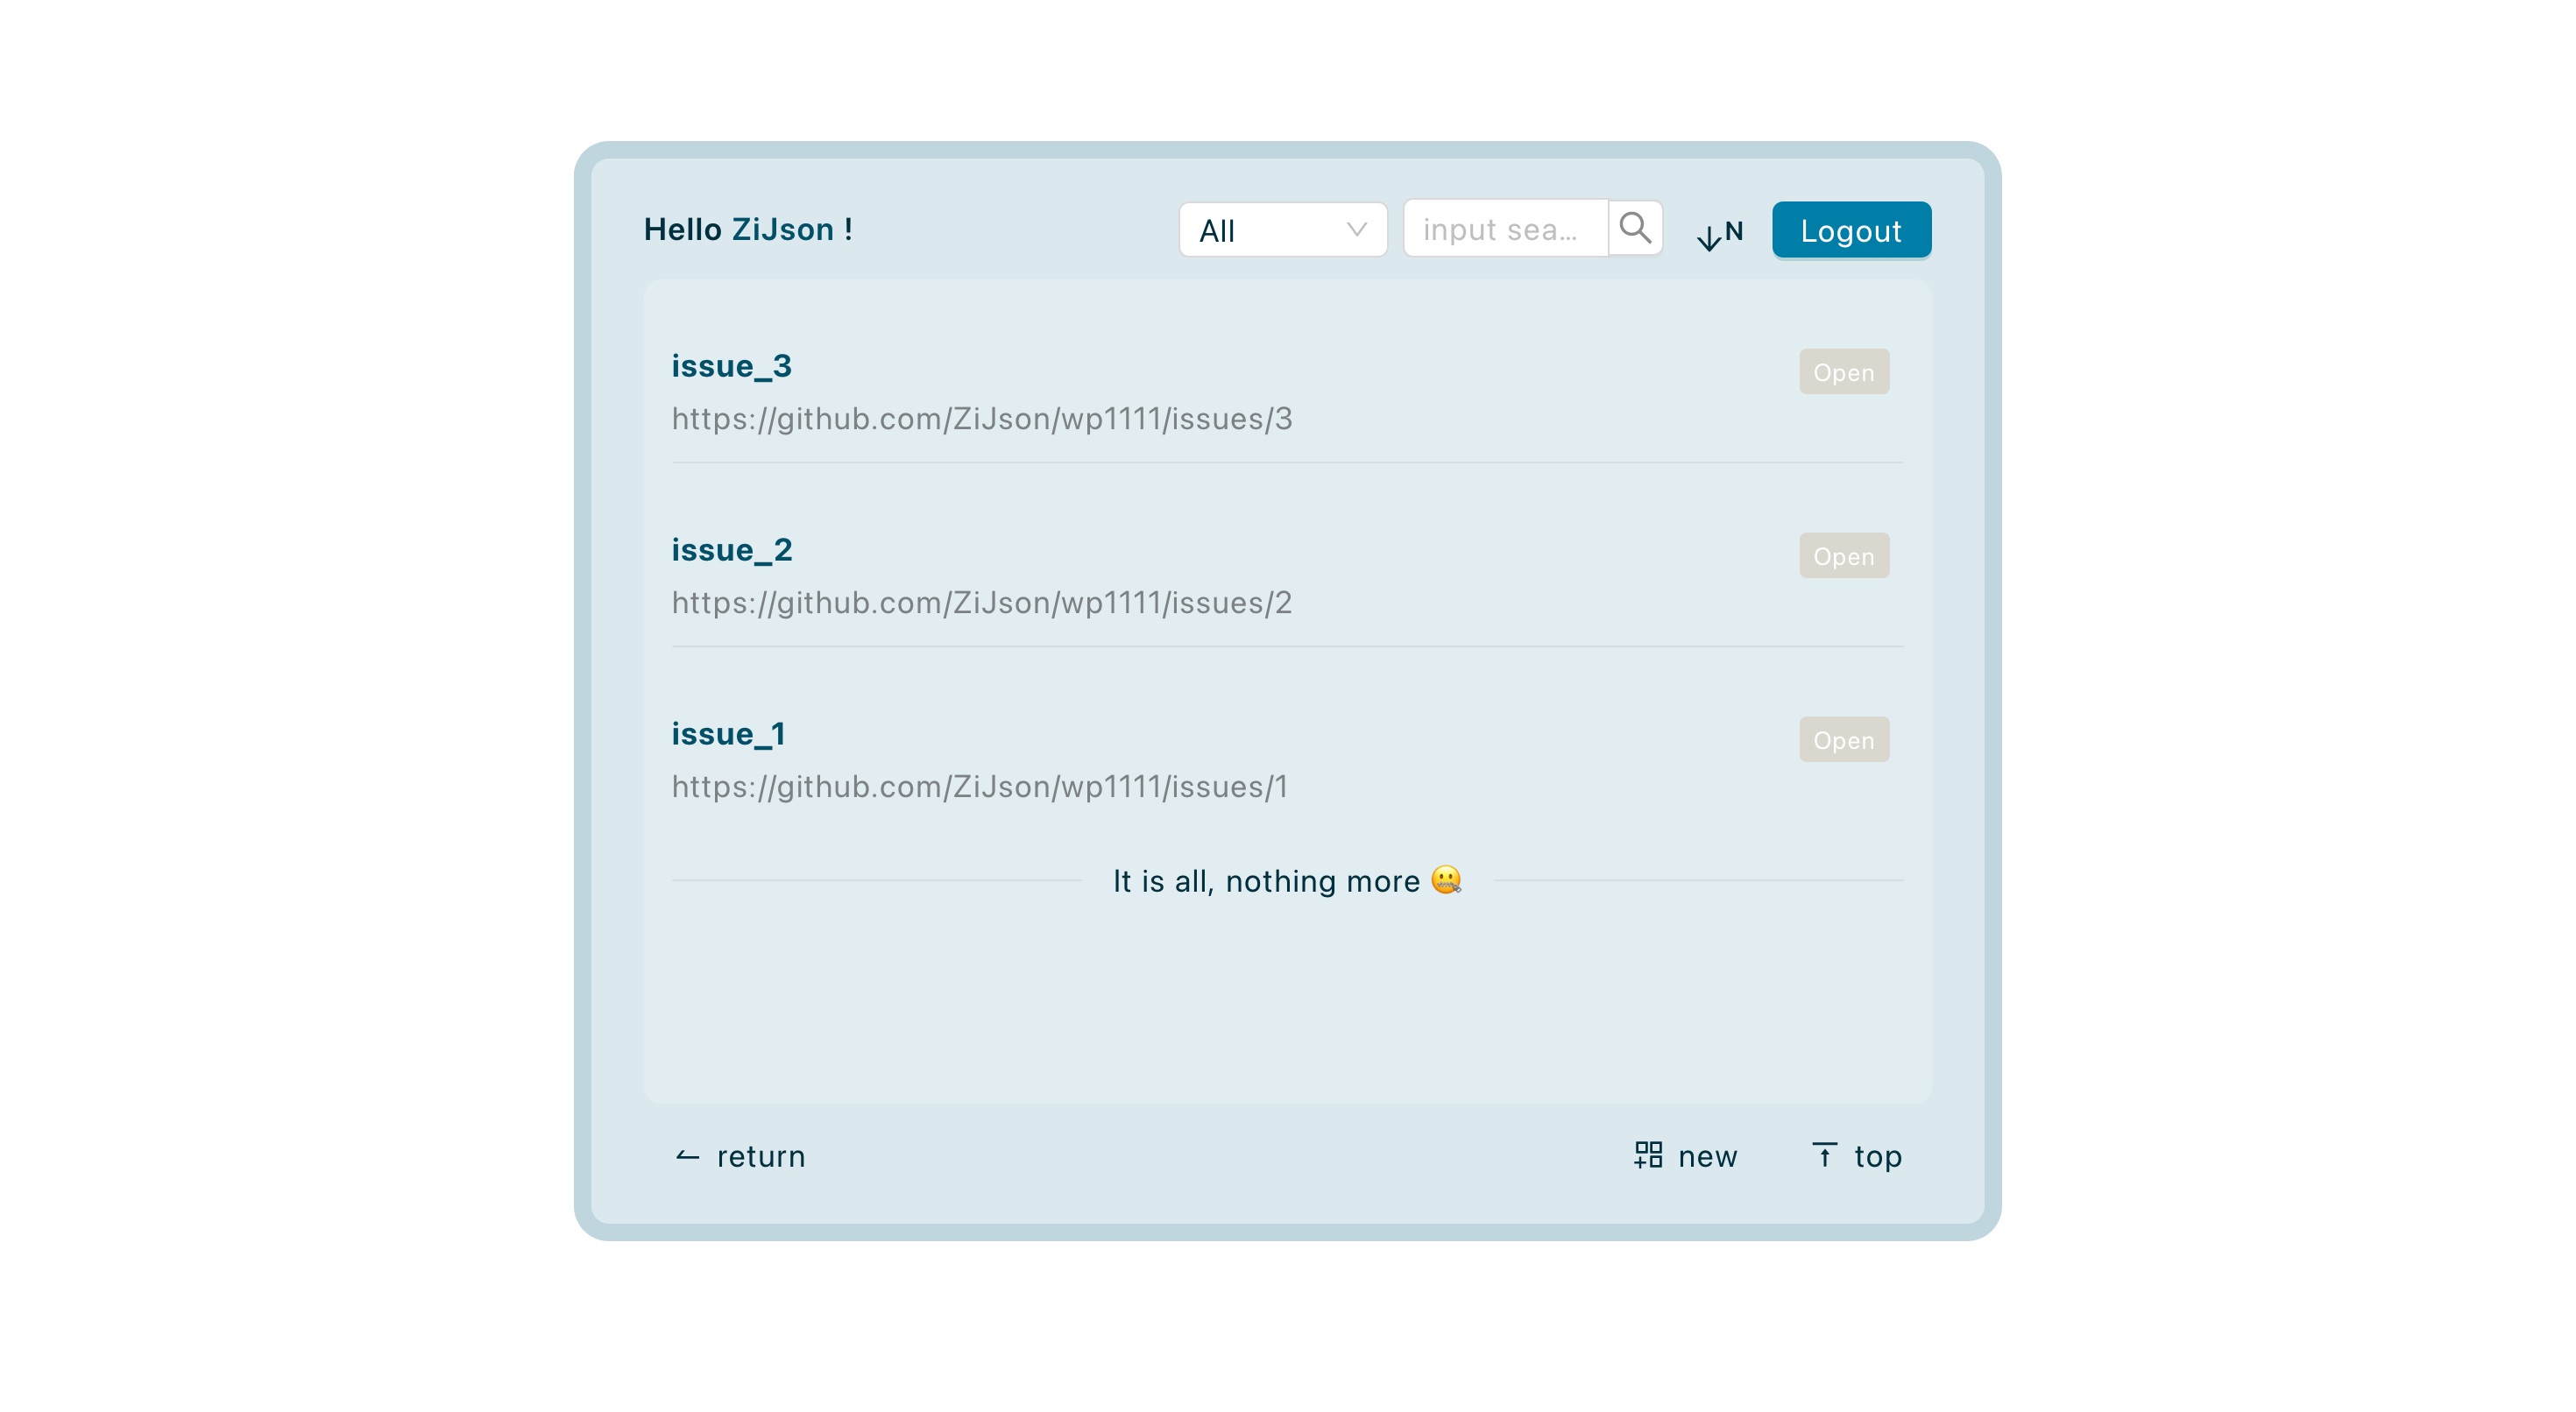 Hello ZiJson !
All
input sea...
N
Logout
issue_3
Open
https://github.com/ZiJson/wp1111/issues/3
issue_2
Open
https://github.com/ZiJson/wp1111/issues/2
issue_1
Open
https://github.com/ZiJson/wp1111/issues/1
It is all, nothing more 🤐
return
new
top